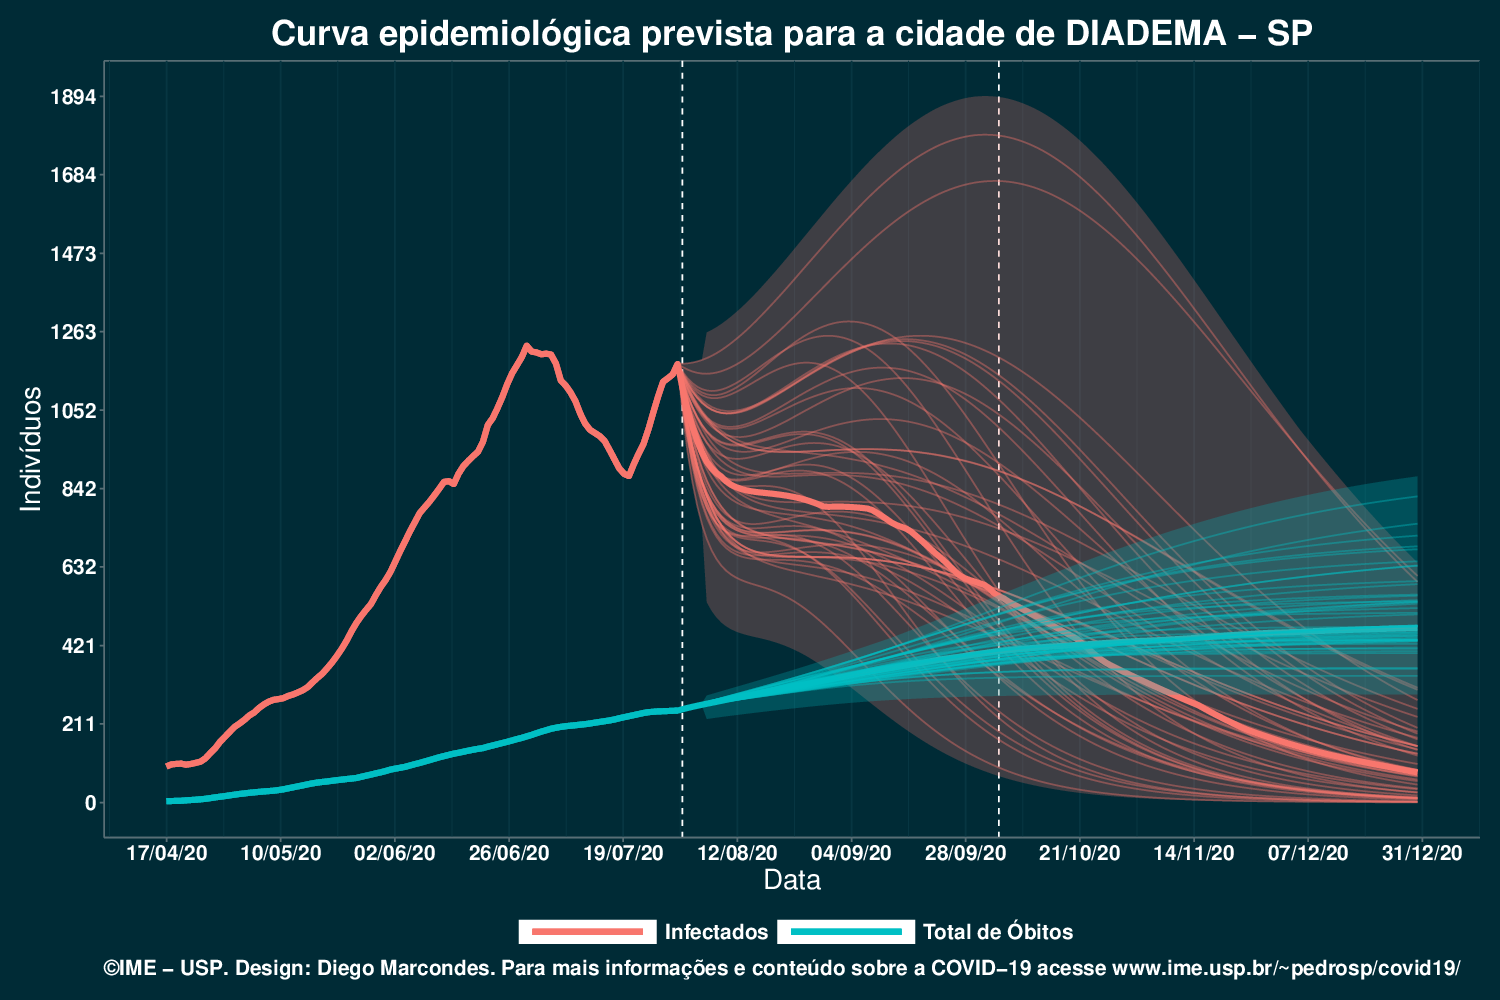 Curva epidemiológica prevista para a cidade de DIADEMA – SP
Indivíduos
1894
1684
1473
1263
1052
842
632
421
211
0
17/04/20 10/05/20 02/06/20 26/06/20 19/07/20 12/08/20 04/09/20 28/09/20 21/10/20 14/11/20 07/12/20 31/12/20
Data
Infectados Total de Óbitos
©IME – USP. Design: Diego Marcondes. Para mais informações e conteúdo sobre a COVID–19 acesse www.ime.usp.br/~pedrosp/covid19/